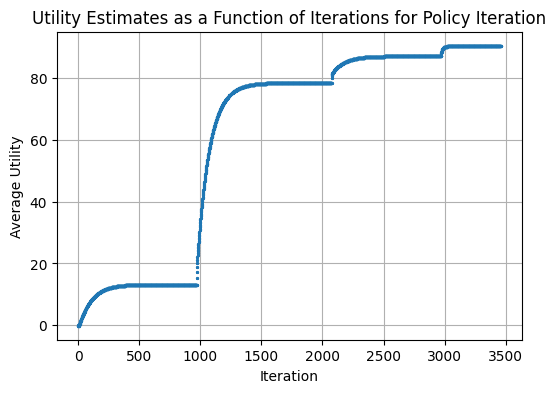 Utility Estimates as a Function of Iterations for Policy Iteration
80
60
40
20
0
Average Utility
0 500 1000 1500 2000 2500 3000 3500
Iteration